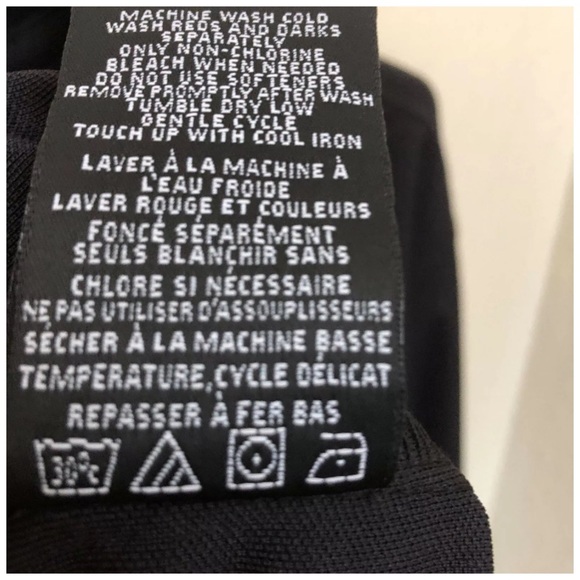 MACHINE WASH COLD
WASH REDS AND DARKS
SEPARATELY
ONLY NON-CHLORINE
BLEACH WHEN NEEDED
DO NOT USE SOFTENERS
REMOVE PROMPTLY AFTER WASH
TUMBLE DRY LOW
GENTLE CYCLE
TOUCH UP WITH COOL IRON
LAVER À LA MACHINE À
L'EAU FROIDE
LAVER ROUGE ET COULEURS
FONCÉ SÉPARÉMENT
SEULS BLANCHIR SANS
CHLORE SI NÉCESSAIRE
NE PAS UTILISER D'ASSOUPLISSEURS
SÉCHER À LA MACHINE BASSE
TEMPERATURE,CYCLE DÉLICAT
REPASSER À FER BAS
30°C